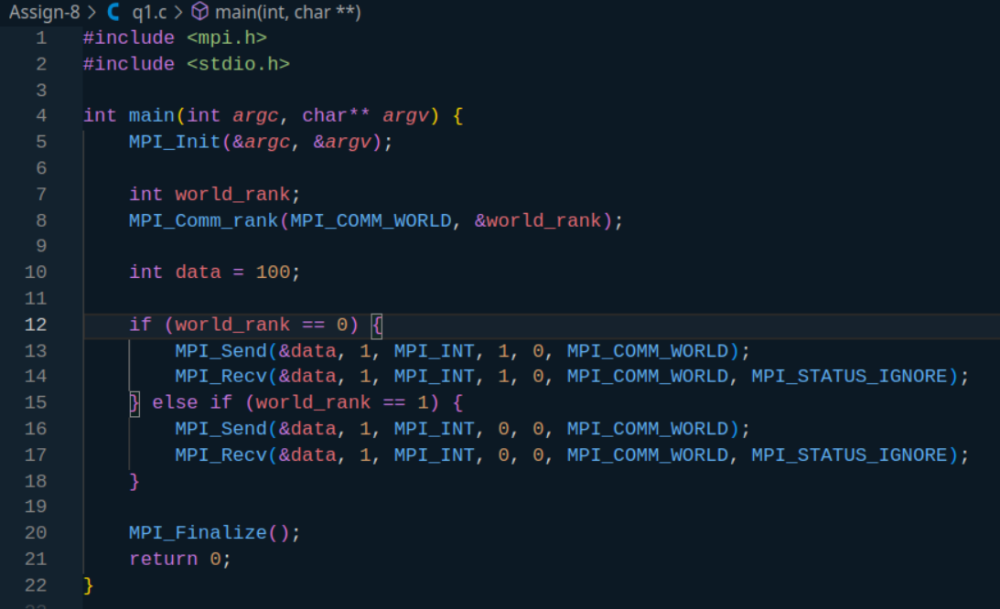 Assign-8 > C q1.c > main(int, char **)
1 #include <mpi.h>
2 #include <stdio.h>
3
4 int main(int argc, char** argv) {
5     MPI_Init(&argc, &argv);
6
7     int world_rank;
8     MPI_Comm_rank(MPI_COMM_WORLD, &world_rank);
9
10     int data = 100;
11
12     if (world_rank == 0) {
13         MPI_Send(&data, 1, MPI_INT, 1, 0, MPI_COMM_WORLD);
14         MPI_Recv(&data, 1, MPI_INT, 1, 0, MPI_COMM_WORLD, MPI_STATUS_IGNORE);
15     } else if (world_rank == 1) {
16         MPI_Send(&data, 1, MPI_INT, 0, 0, MPI_COMM_WORLD);
17         MPI_Recv(&data, 1, MPI_INT, 0, 0, MPI_COMM_WORLD, MPI_STATUS_IGNORE);
18     }
19
20     MPI_Finalize();
21     return 0;
22 }